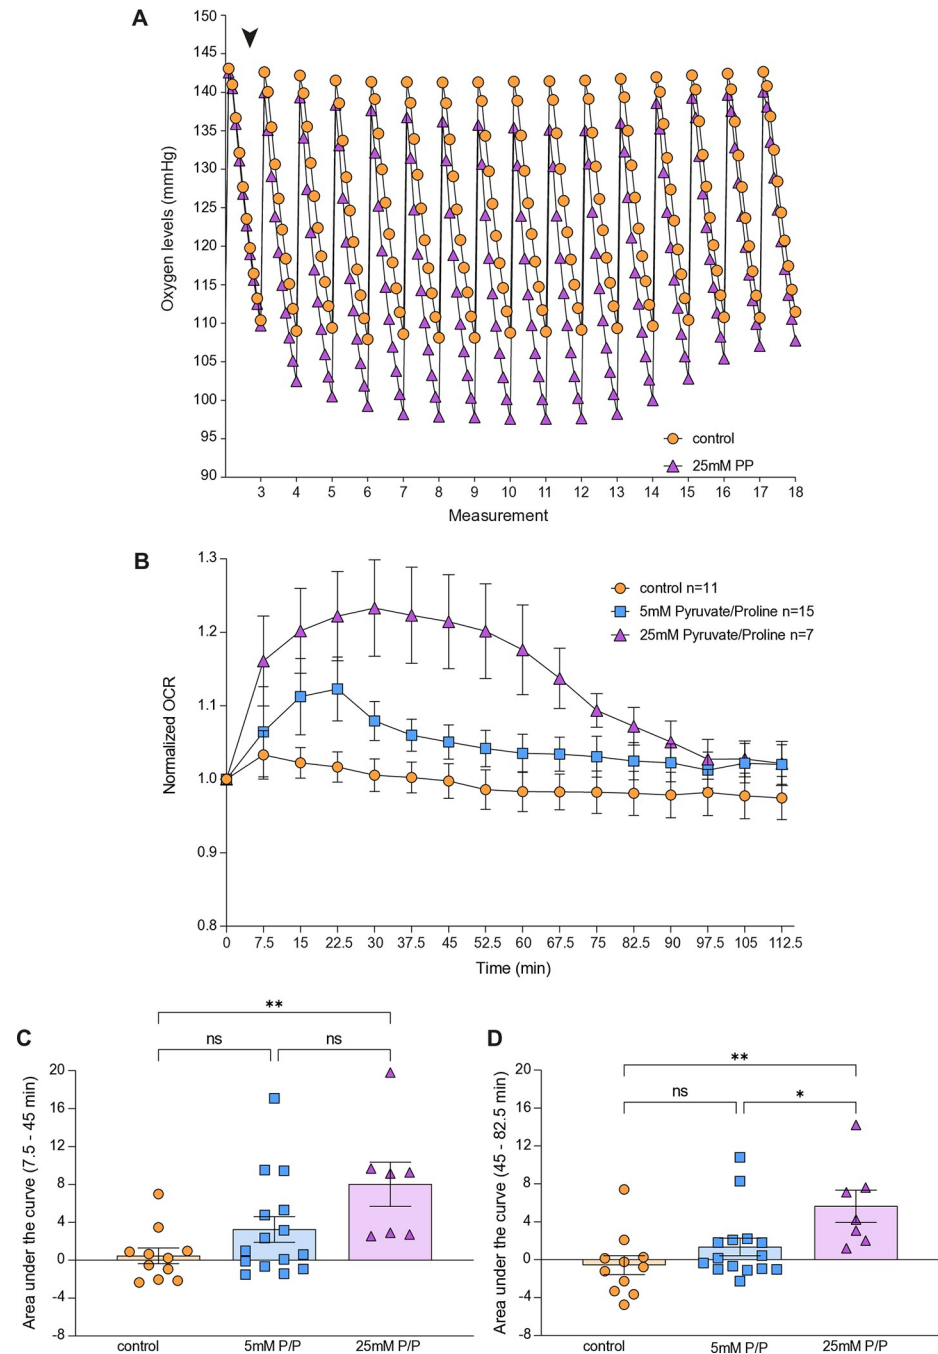 A
150
145
140
135
130
125
120
115
110
105
100
95
90
Oxygen levels (mmHg)
control
25mM PP
3 4 5 6 7 8 9 10 11 12 13 14 15 16 17 18
Measurement
B
1.3
1.2
1.1
1.0
0.9
0.8
Normalized OCR
control n=11
5mM Pyruvate/Proline n=15
25mM Pyruvate/Proline n=7
0 7.5 15 22.5 30 37.5 45 52.5 60 67.5 75 82.5 90 97.5 105 112.5
Time (min)
C
**
ns ns
20
16
12
8
4
0
-4
-8
Area under the curve (7.5 - 45 min)
control 5mM P/P 25mM P/P
D
**
ns *
20
16
12
8
4
0
-4
-8
Area under the curve (45 - 82.5 min)
control 5mM P/P 25mM P/P